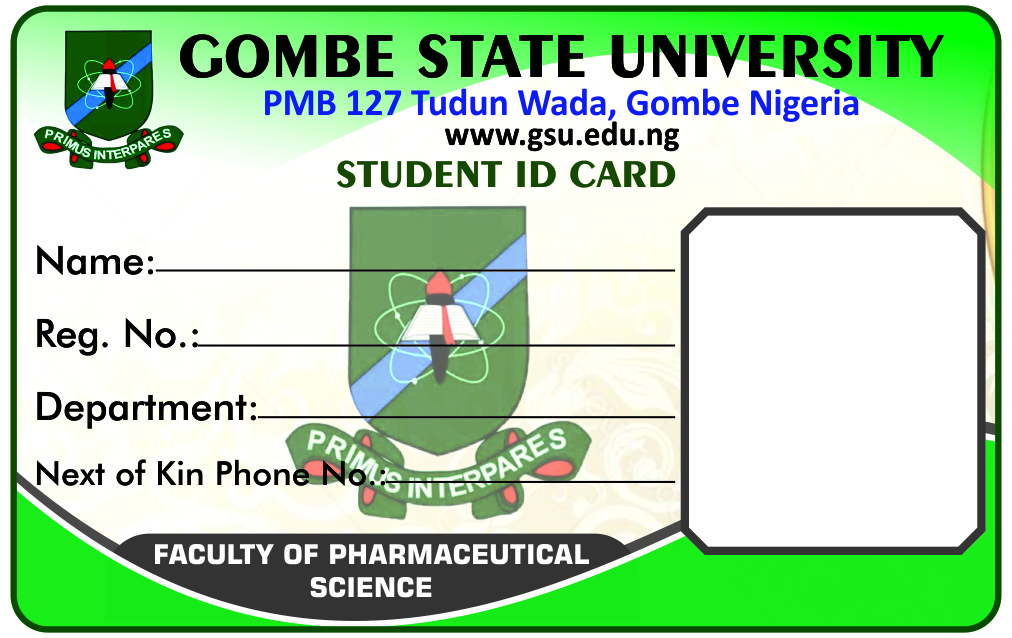 GOMBE STATE UNIVERSITY
PMB 127 Tudun Wada, Gombe Nigeria
www.gsu.edu.ng
PRIMUS INTERPARES
STUDENT ID CARD
Name:
Reg. No.:
Department:
PRIMUS INTERPARES
Next of Kin Phone No.:
FACULTY OF PHARMACEUTICAL
SCIENCE